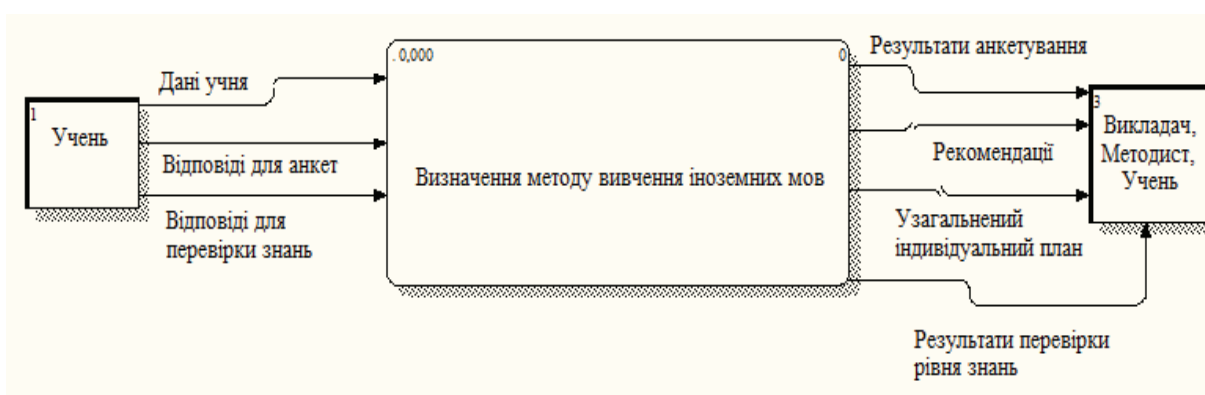 1
Учень
Дані учня
Відповіді для анкет
Відповіді для
перевірки знань
. 0,000
0
Визначення методу вивчення іноземних мов
Результати анкетування
Рекомендації
Узагальнений
індивідуальний план
Результати перевірки
рівня знань
3
Викладач,
Методист,
Учень